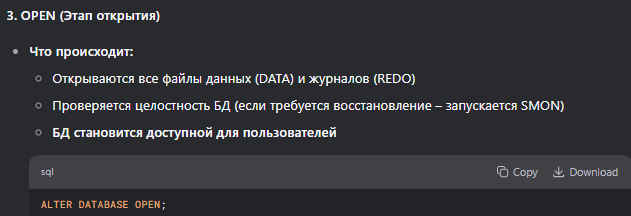 3. OPEN (Этап открытия)
Что происходит:
Открываются все файлы данных (DATA) и журналов (REDO)
Проверяется целостность БД (если требуется восстановление – запускается SMON)
БД становится доступной для пользователей
sql Copy Download
ALTER DATABASE OPEN;